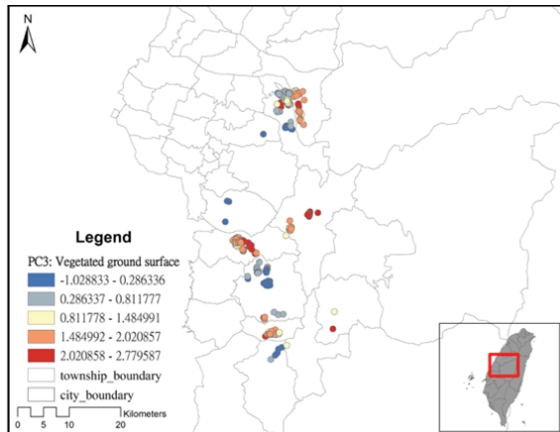 N
Legend
PC3: Vegetated ground surface
-1.028833 - 0.286336
0.286337 - 0.811777
0.811778 - 1.484991
1.484992 - 2.020857
2.020858 - 2.779587
township_boundary
city_boundary
Kilometers
0 5 10 20